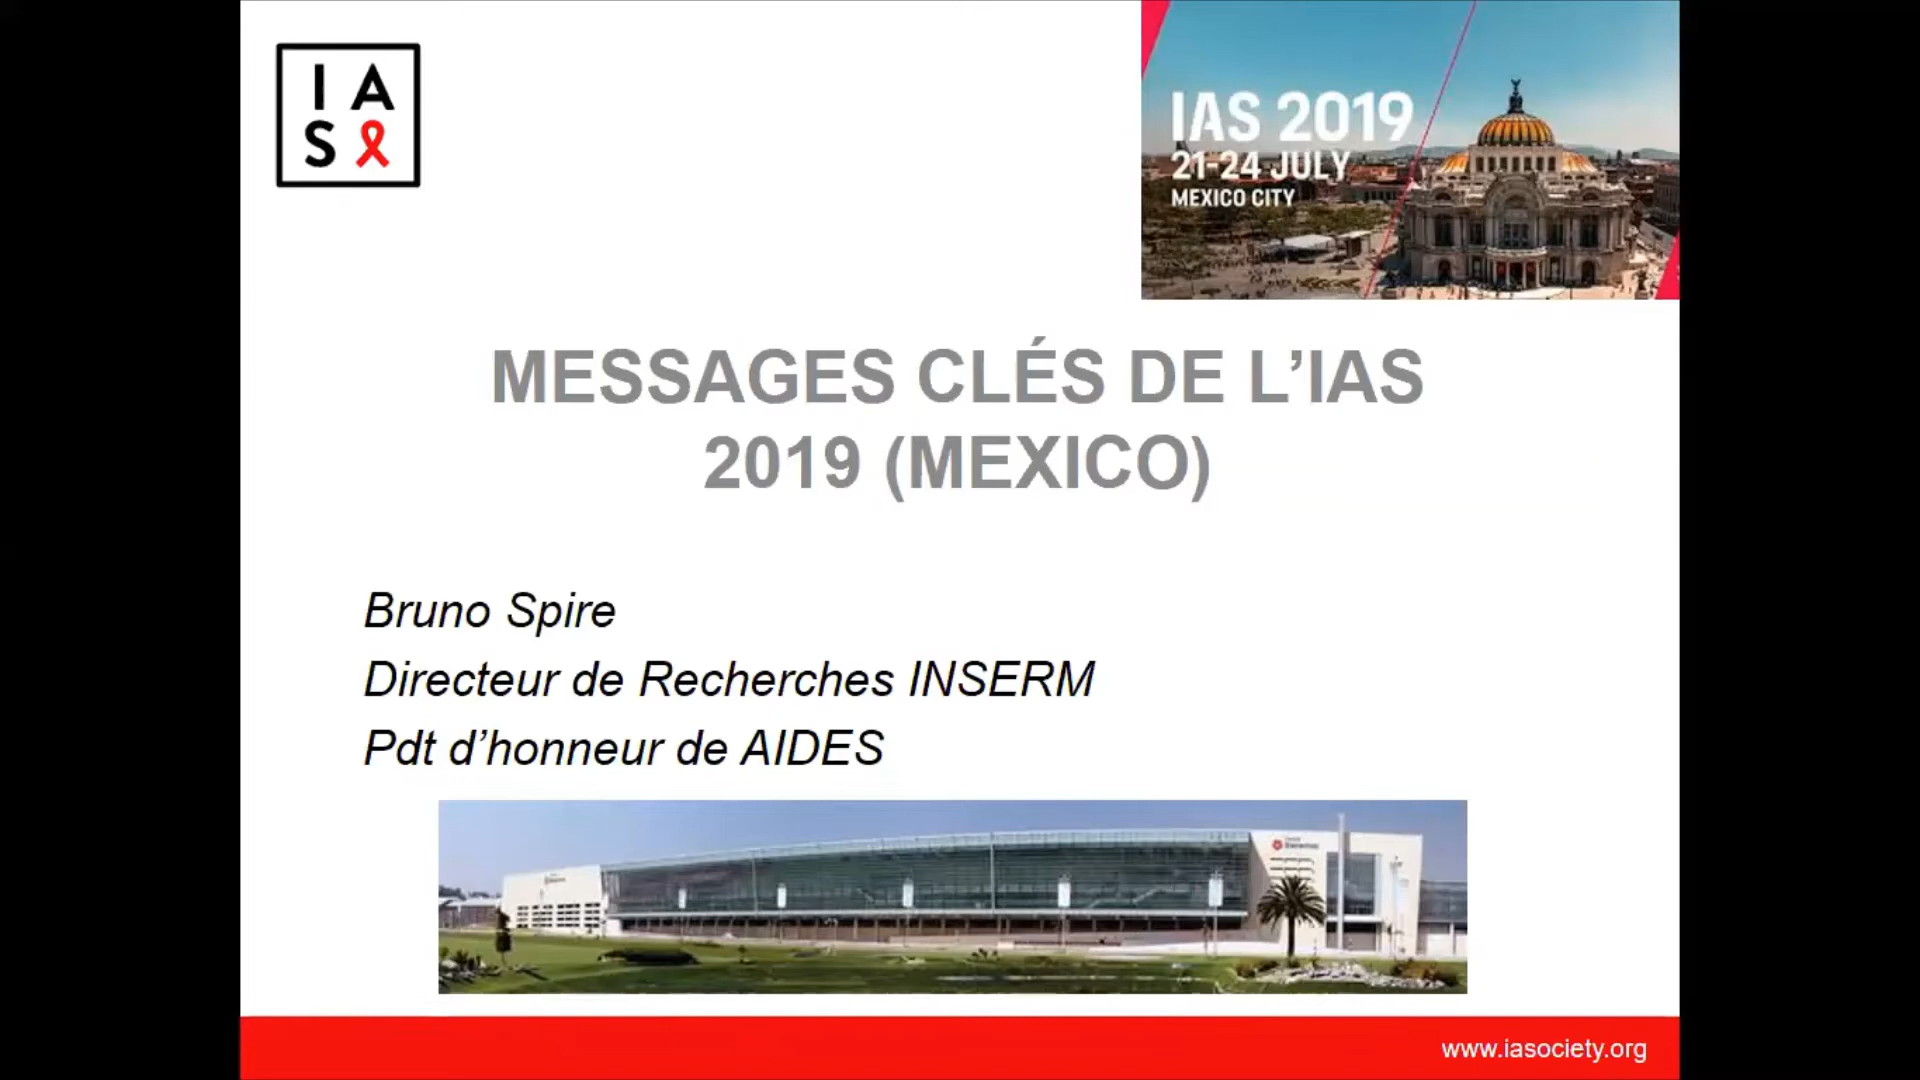 I A
S
IAS 2019
21-24 JULY
MEXICO CITY
MESSAGES CLÉS DE L’IAS
2019 (MEXICO)
Bruno Spire
Directeur de Recherches INSERM
Pdt d’honneur de AIDES
www.iasociety.org